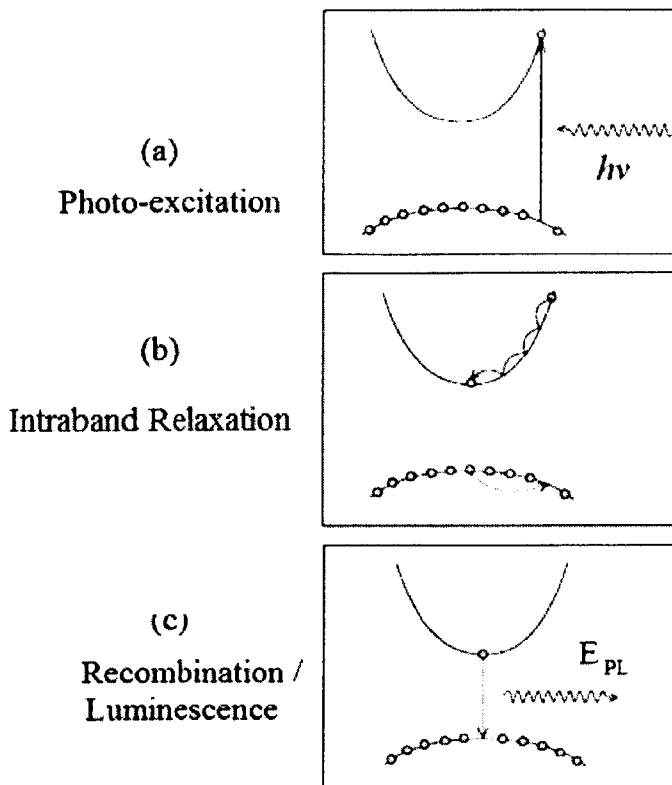 (a)
Photo-excitation
hν
(b)
Intraband Relaxation
(c)
Recombination /
Luminescence
E_PL